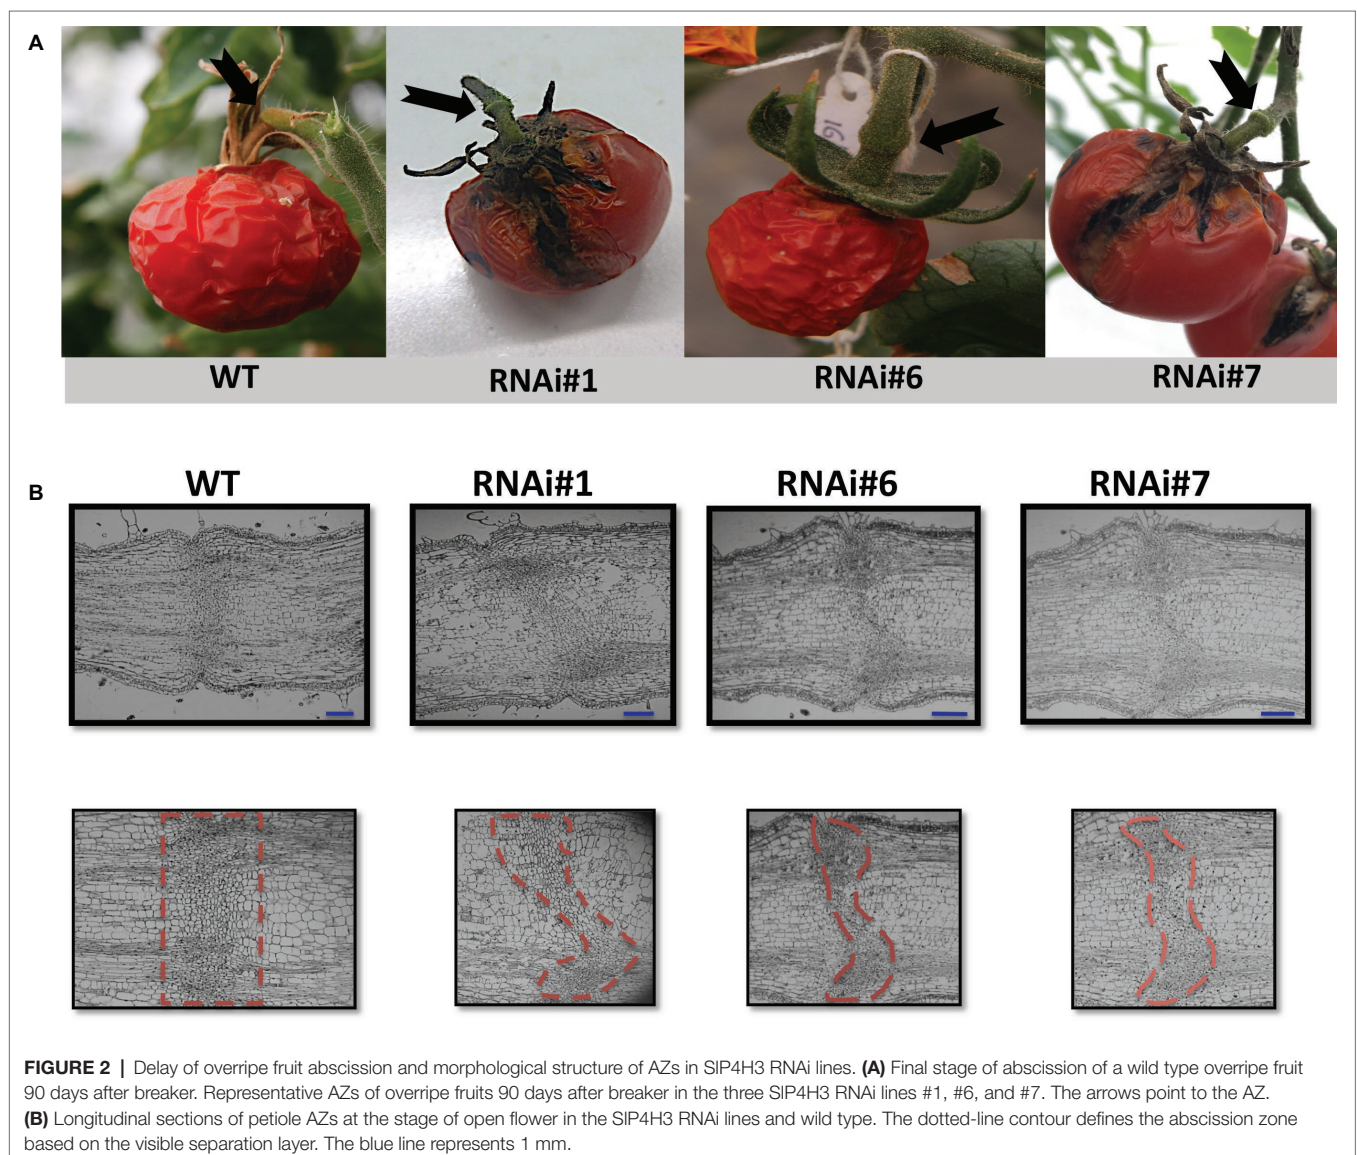 A
16
WT
RNAi#1
RNAi#6
RNAi#7
B
WT
RNAi#1
RNAi#6
RNAi#7
FIGURE 2 | Delay of overripe fruit abscission and morphological structure of AZs in SlP4H3 RNAi lines. (A) Final stage of abscission of a wild type overripe fruit
90 days after breaker. Representative AZs of overripe fruits 90 days after breaker in the three SlP4H3 RNAi lines #1, #6, and #7. The arrows point to the AZ.
(B) Longitudinal sections of petiole AZs at the stage of open flower in the SlP4H3 RNAi lines and wild type. The dotted-line contour defines the abscission zone
based on the visible separation layer. The blue line represents 1 mm.